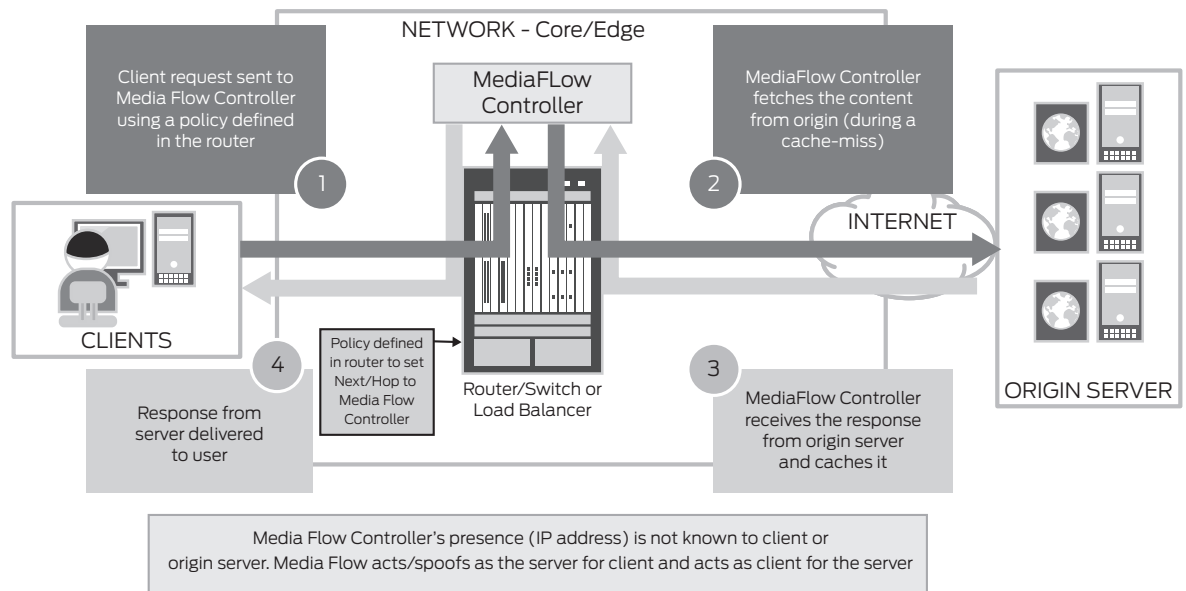 NETWORK - Core/Edge
Client request sent to
Media Flow Controller
using a policy defined
in the router
1
MediaFLow
Controller
MediaFlow Controller
fetches the content
from origin (during a
cache-miss)
2
INTERNET
CLIENTS
ORIGIN SERVER
Policy defined
in router to set
Next/Hop to
Media Flow
Controller
Router/Switch or
Load Balancer
3
MediaFlow Controller
receives the response
from origin server
and caches it
4
Response from
server delivered
to user
Media Flow Controller's presence (IP address) is not known to client or
origin server. Media Flow acts/spoofs as the server for client and acts as client for the server